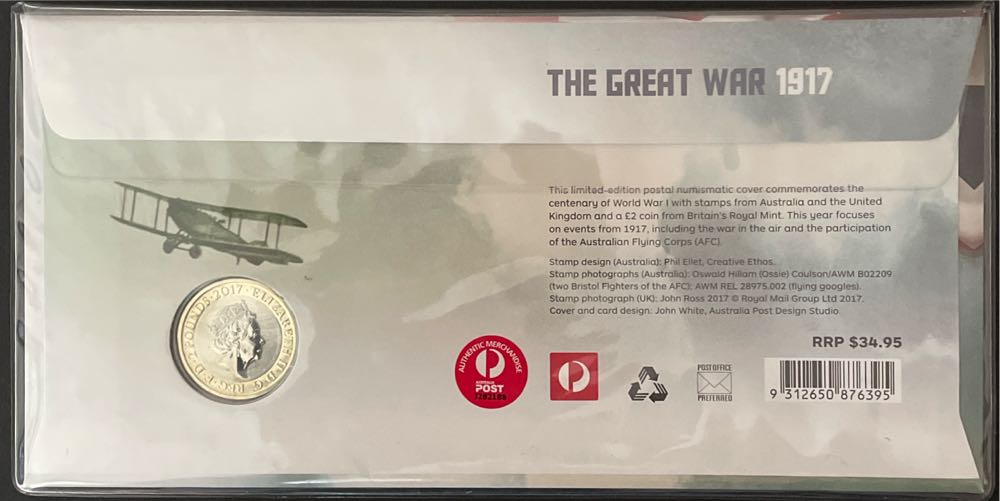 THE GREAT WAR 1917
This limited-edition postal numismatic cover commemorates the
centenary of World War I with stamps from Australia and the United
Kingdom and a £2 coin from Britain's Royal Mint. This year focuses
on events from 1917, including the war in the air and the participation
of the Australian Flying Corps (AFC).
Stamp design (Australia): Phil Ellet, Creative Ethos.
Stamp photographs (Australia): Oswald Hillam (Ossie) Coulson/AWM B02209
(two Bristol Fighters of the AFC); AWM REL 28975.002 (flying googles).
Stamp photograph (UK): John Ross 2017 © Royal Mail Group Ltd 2017.
Cover and card design: John White, Australia Post Design Studio.
RRP $34.95
ELIZABETH II·D·G·REG·F·D·2 POUNDS·2017·
AUTHENTIC MERCHANDISE
AUSTRALIA
POST
POST OFFICE
PREFERRED
9 312650 876395